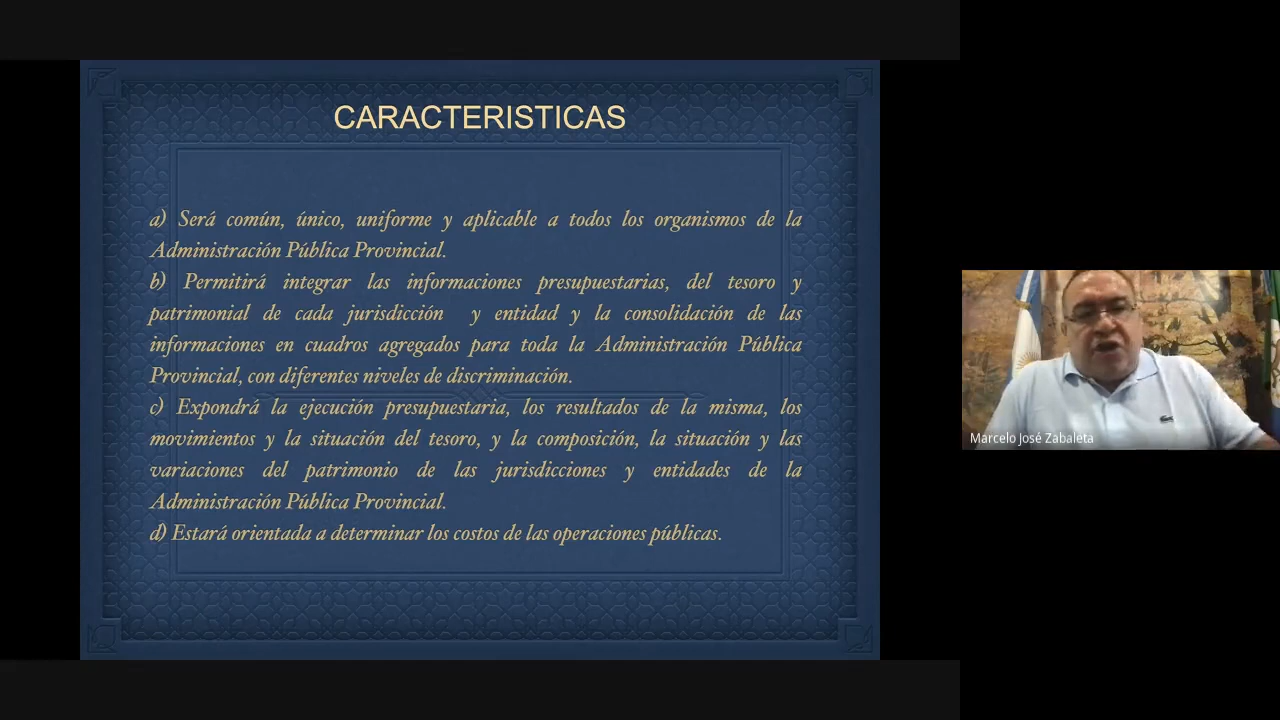 CARACTERISTICAS
a) Será común, único, uniforme y aplicable a todos los organismos de la
Administración Pública Provincial.
b) Permitirá integrar las informaciones presupuestarias, del tesoro y
patrimonial de cada jurisdicción y entidad y la consolidación de las
informaciones en cuadros agregados para toda la Administración Pública
Provincial, con diferentes niveles de discriminación.
c) Expondrá la ejecución presupuestaria, los resultados de la misma, los
movimientos y la situación del tesoro, y la composición, la situación y las
variaciones del patrimonio de las jurisdicciones y entidades de la
Administración Pública Provincial.
d) Estará orientada a determinar los costos de las operaciones públicas.
Marcelo José Zabaleta